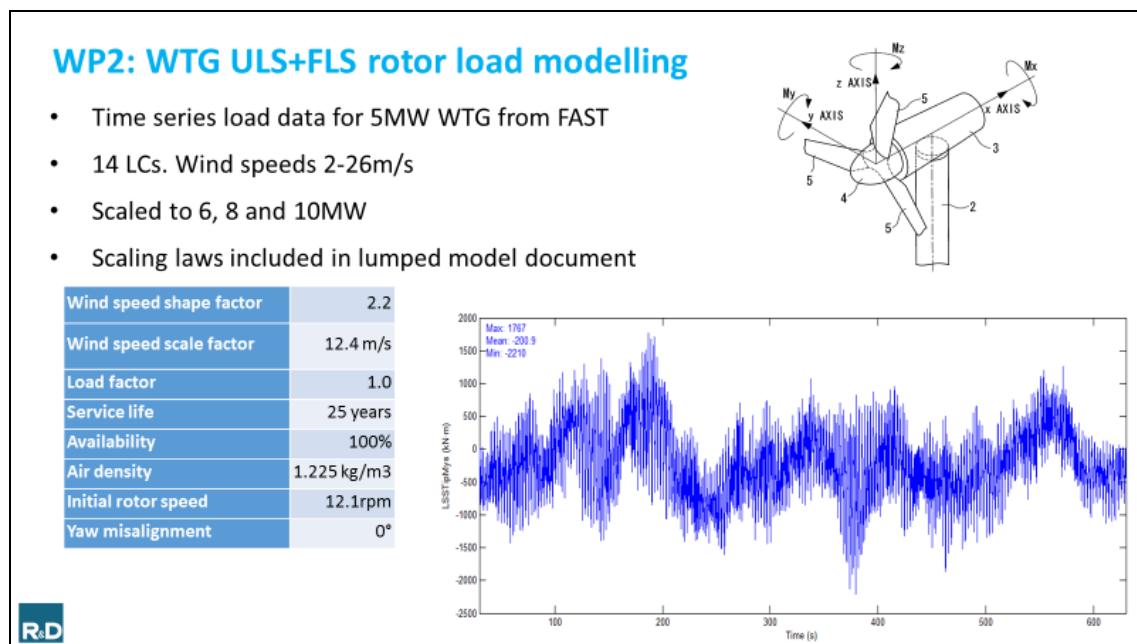 WP2: WTG ULS+FLS rotor load modelling
• Time series load data for 5MW WTG from FAST
• 14 LCs. Wind speeds 2-26m/s
• Scaled to 6, 8 and 10MW
• Scaling laws included in lumped model document
Mz
z AXIS
Mx
x AXIS
My
y AXIS
5
5
5
4
3
2
Wind speed shape factor 2.2
Wind speed scale factor 12.4 m/s
Load factor 1.0
Service life 25 years
Availability 100%
Air density 1.225 kg/m3
Initial rotor speed 12.1rpm
Yaw misalignment 0°
Max: 1767
Mean: -200.9
Min: -2210
2000
1500
1000
500
0
-500
-1000
-1500
-2000
-2500
LSSTipMys (kN·m)
100
200
300
400
500
600
Time (s)
R&D